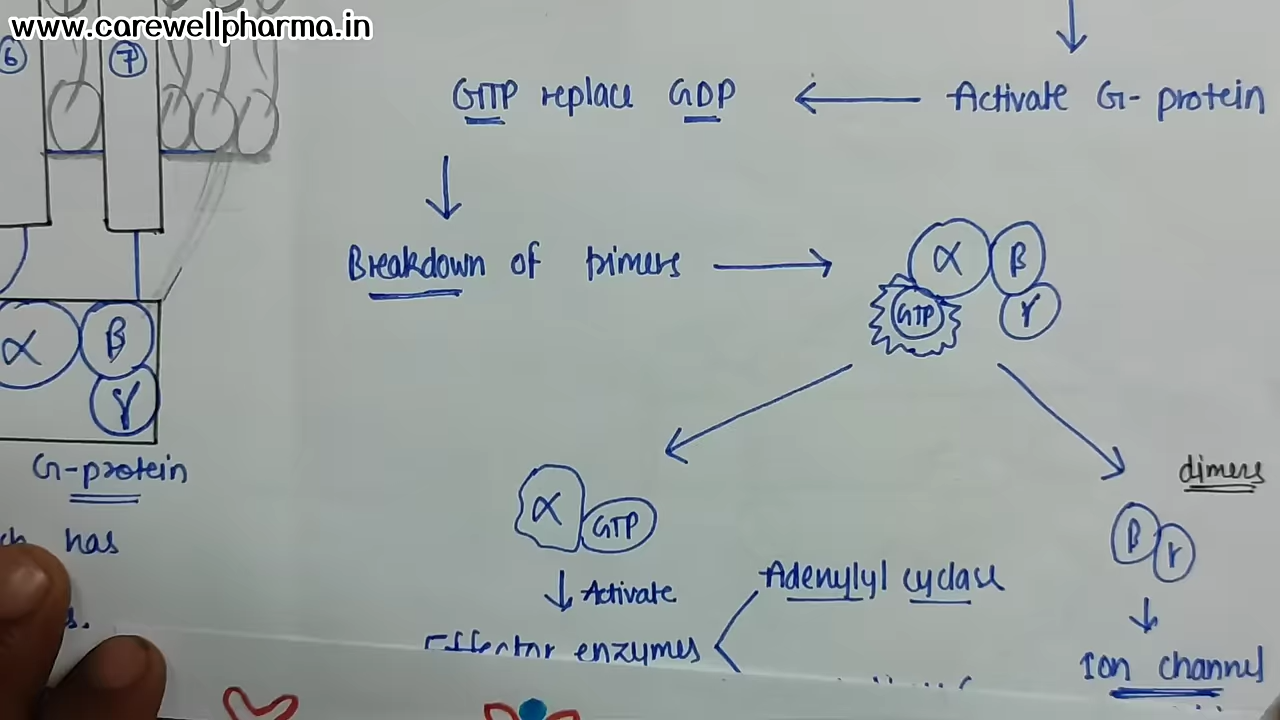 www.carewellpharma.in
6
7
Activate G-protein
GTP replace GDP
Breakdown of trimers
α β
GTP γ
α β
γ
G-protein
has
α GTP
Activate
Effector enzymes
Adenylyl cyclase
dimers
β γ
Ion channel